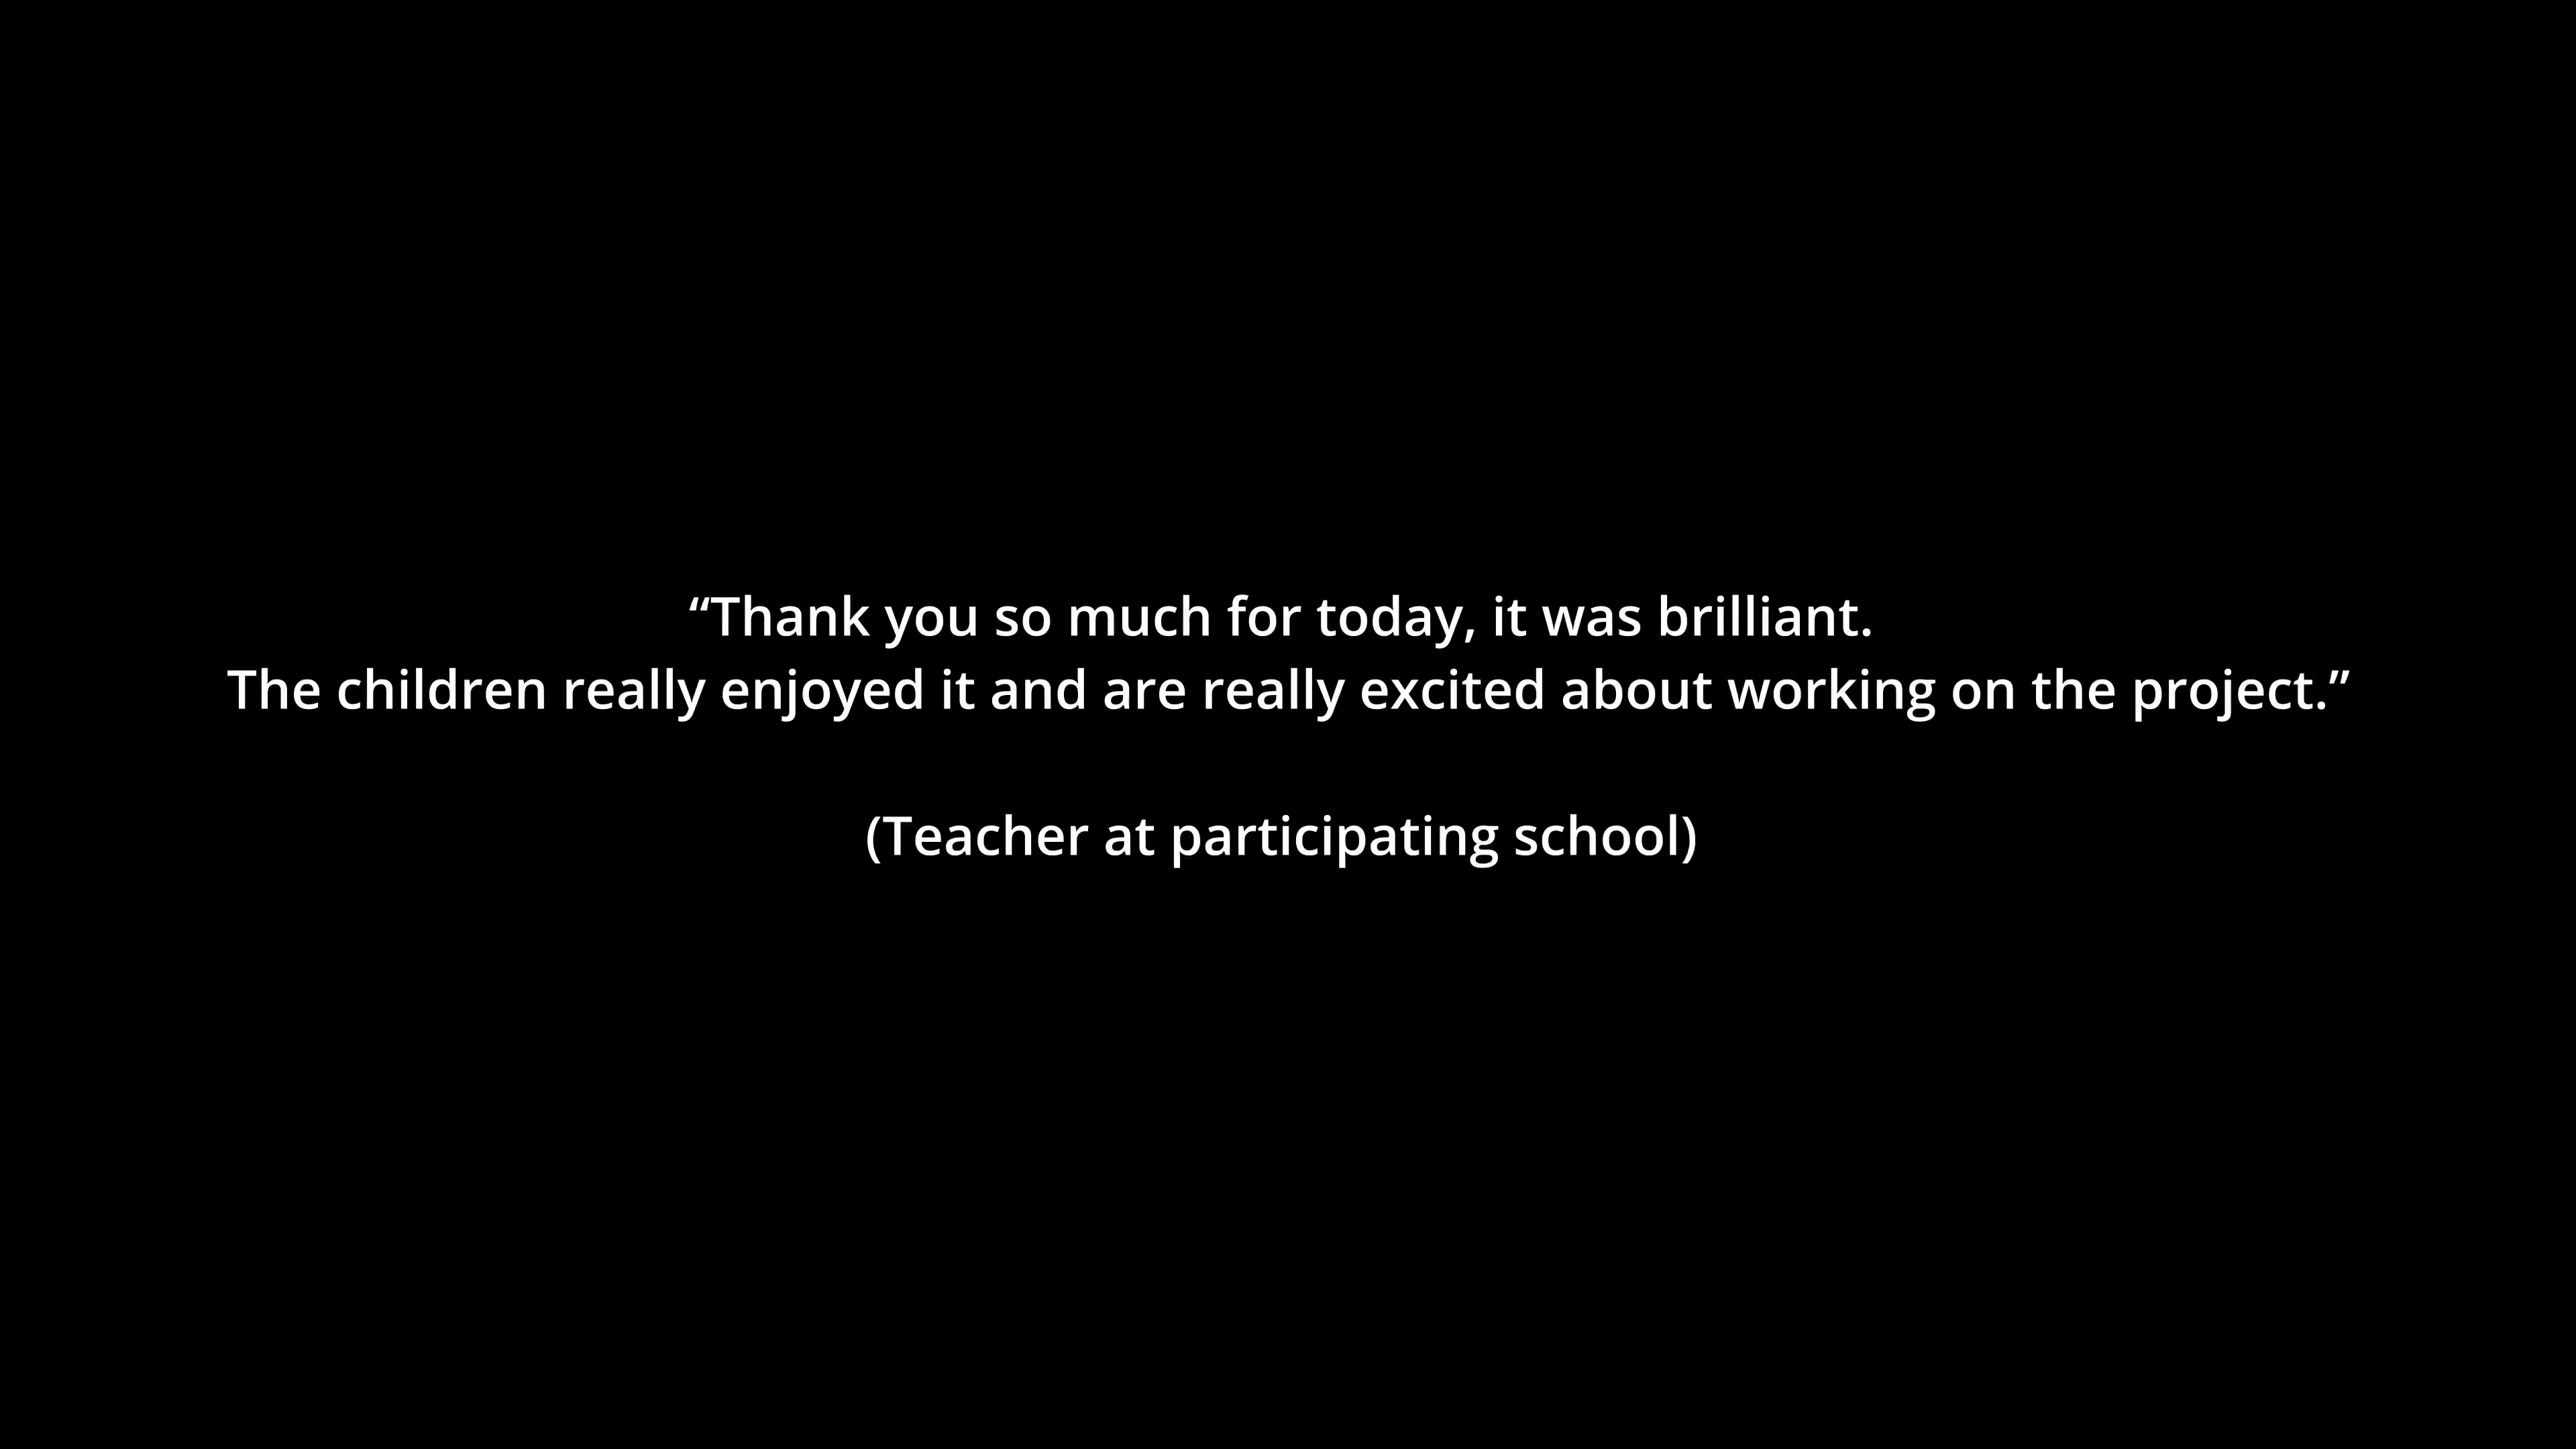 “Thank you so much for today, it was brilliant.
The children really enjoyed it and are really excited about working on the project.”
(Teacher at participating school)